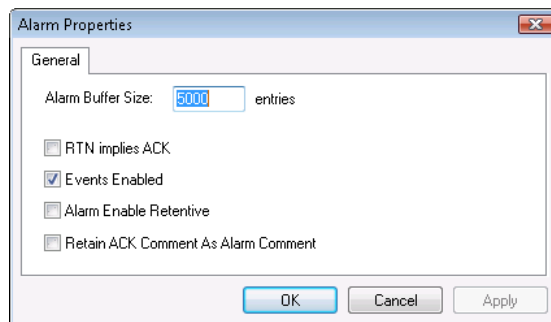 Alarm Properties
General
Alarm Buffer Size: 5000 entries
RTN implies ACK
Events Enabled
Alarm Enable Retentive
Retain ACK Comment As Alarm Comment
OK Cancel Apply